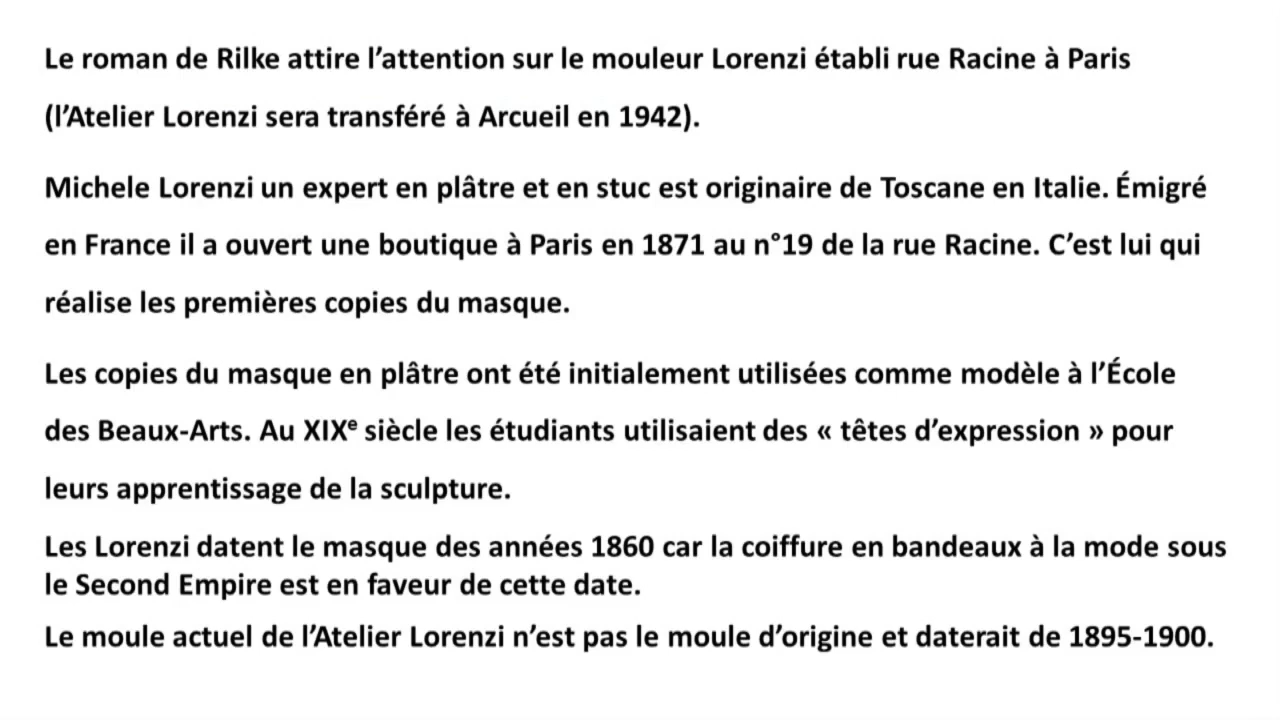 Le roman de Rilke attire l’attention sur le mouleur Lorenzi établi rue Racine à Paris
(l’Atelier Lorenzi sera transféré à Arcueil en 1942).
Michele Lorenzi un expert en plâtre et en stuc est originaire de Toscane en Italie. Émigré
en France il a ouvert une boutique à Paris en 1871 au n°19 de la rue Racine. C’est lui qui
réalise les premières copies du masque.
Les copies du masque en plâtre ont été initialement utilisées comme modèle à l’École
des Beaux-Arts. Au XIXᵉ siècle les étudiants utilisaient des « têtes d’expression » pour
leurs apprentissage de la sculpture.
Les Lorenzi datent le masque des années 1860 car la coiffure en bandeaux à la mode sous
le Second Empire est en faveur de cette date.
Le moule actuel de l’Atelier Lorenzi n’est pas le moule d’origine et daterait de 1895-1900.